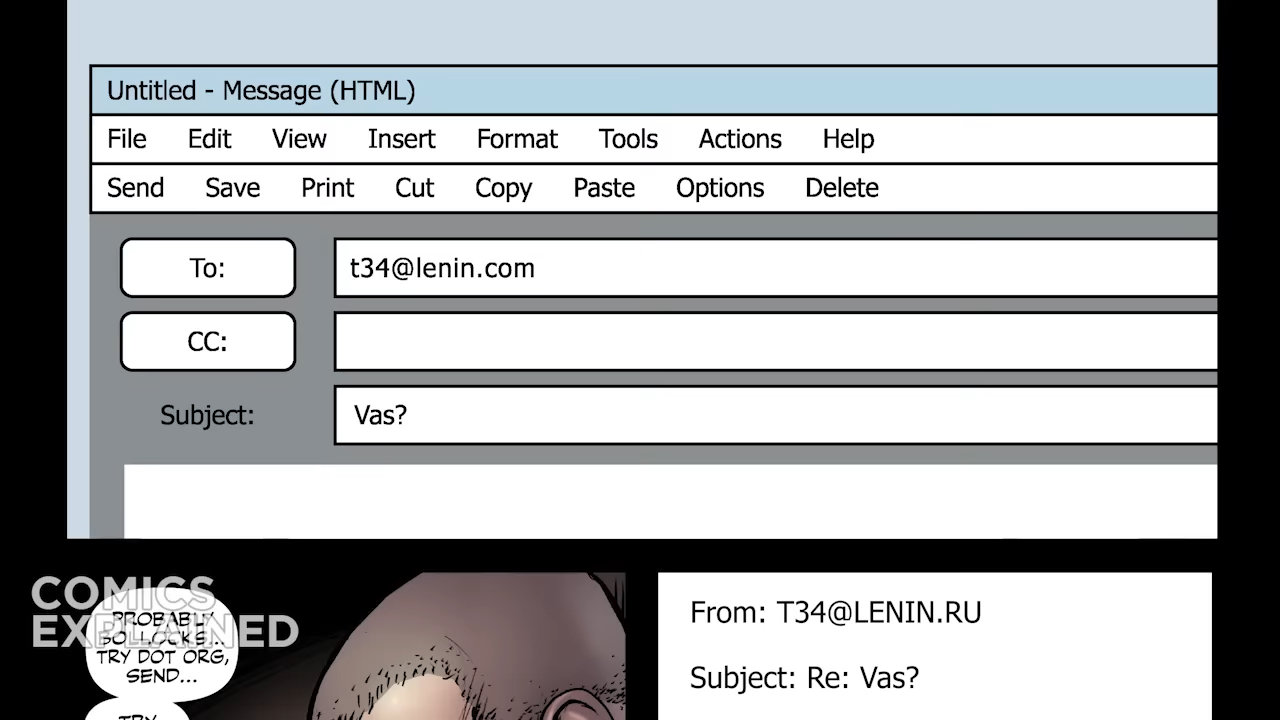 Untitled - Message (HTML)
File Edit View Insert Format Tools Actions Help
Send Save Print Cut Copy Paste Options Delete
To: t34@lenin.com
CC:
Subject: Vas?
COMICS
EXPLAINED
PROBABLY
BOLLOCKS...
TRY DOT ORG,
SEND...
TRY
From: T34@LENIN.RU
Subject: Re: Vas?